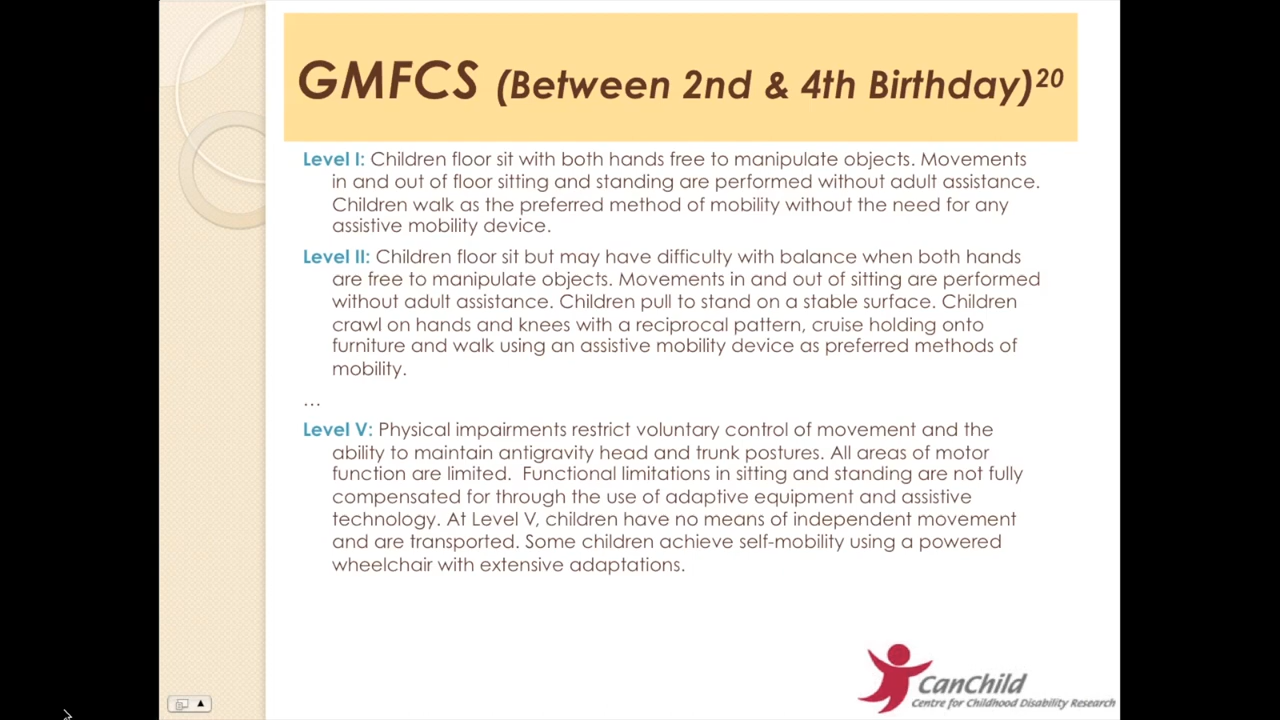 GMFCS (Between 2nd & 4th Birthday)20
Level I: Children floor sit with both hands free to manipulate objects. Movements
in and out of floor sitting and standing are performed without adult assistance.
Children walk as the preferred method of mobility without the need for any
assistive mobility device.
Level II: Children floor sit but may have difficulty with balance when both hands
are free to manipulate objects. Movements in and out of sitting are performed
without adult assistance. Children pull to stand on a stable surface. Children
crawl on hands and knees with a reciprocal pattern, cruise holding onto
furniture and walk using an assistive mobility device as preferred methods of
mobility.
…
Level V: Physical impairments restrict voluntary control of movement and the
ability to maintain antigravity head and trunk postures. All areas of motor
function are limited.  Functional limitations in sitting and standing are not fully
compensated for through the use of adaptive equipment and assistive
technology. At Level V, children have no means of independent movement
and are transported. Some children achieve self-mobility using a powered
wheelchair with extensive adaptations.
CanChild
Centre for Childhood Disability Research